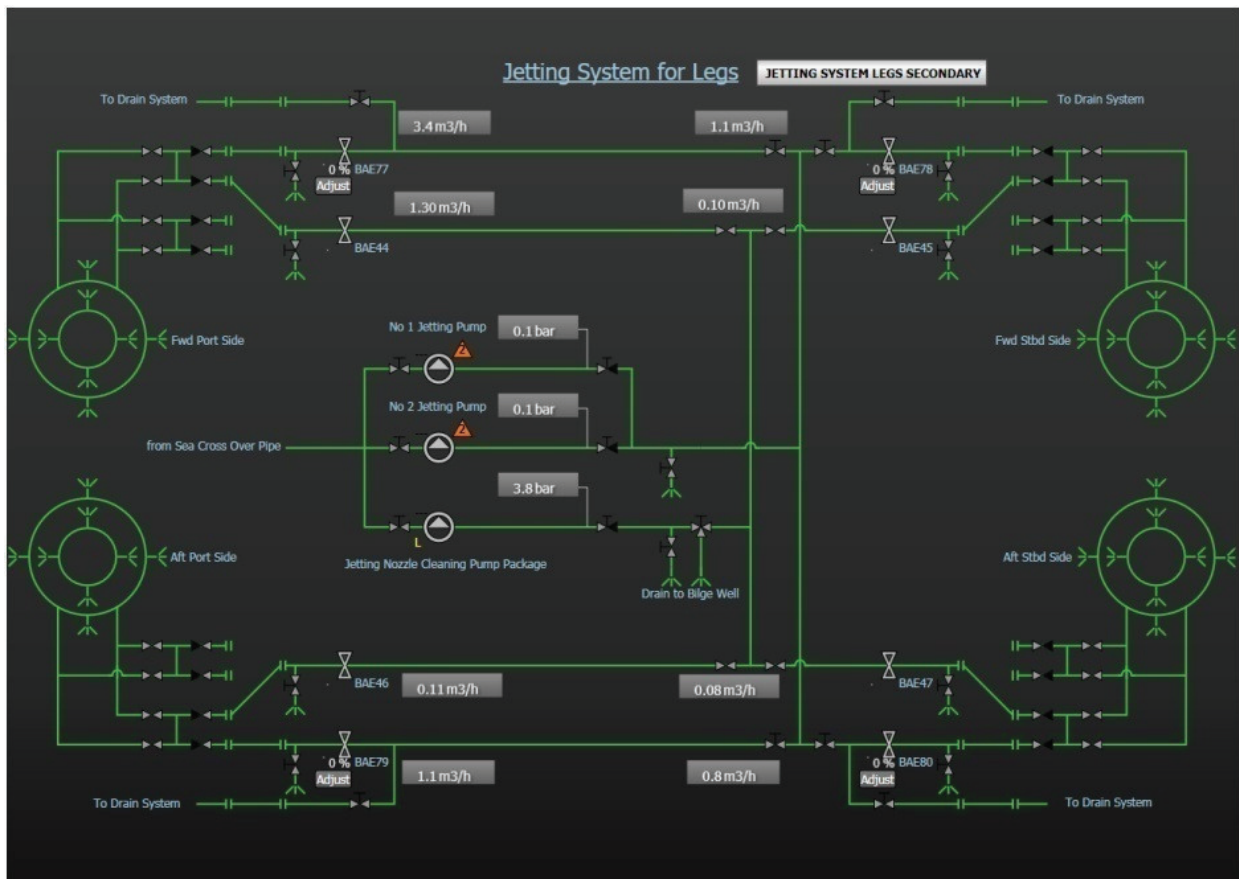 Jetting System for Legs
JETTING SYSTEM LEGS SECONDARY
To Drain System
To Drain System
3.4 m3/h
1.1 m3/h
0 %
BAE77
Adjust
0 %
BAE78
Adjust
1.30 m3/h
0.10 m3/h
BAE44
BAE45
No 1 Jetting Pump
0.1 bar
Fwd Port Side
Fwd Stbd Side
2
No 2 Jetting Pump
0.1 bar
2
from Sea Cross Over Pipe
3.8 bar
L
Aft Port Side
Aft Stbd Side
Jetting Nozzle Cleaning Pump Package
Drain to Bilge Well
BAE46
0.11 m3/h
0.08 m3/h
BAE47
0 %
BAE79
Adjust
1.1 m3/h
0.8 m3/h
0 %
BAE80
Adjust
To Drain System
To Drain System